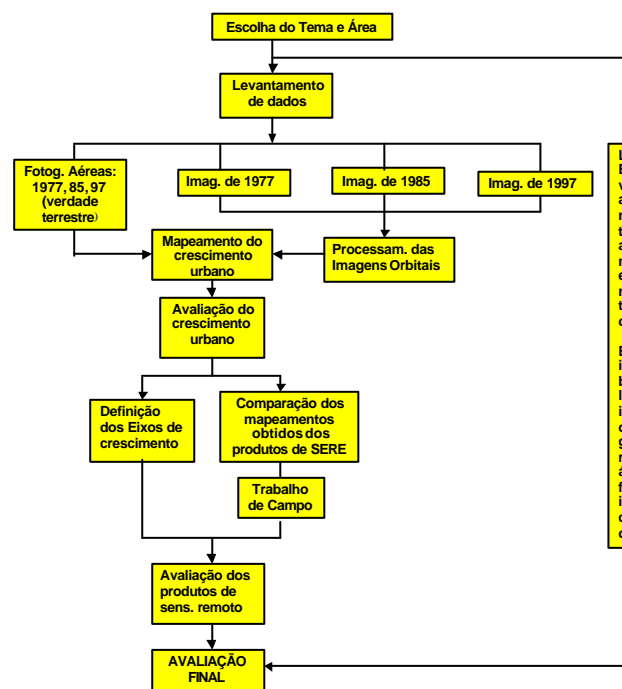 Escolha do Tema e Área
Levantamento
de dados
Fotog. Aéreas:
1977, 85, 97
(verdade
terrestre)
Imag. de 1977
Imag. de 1985
Imag. de 1997
Mapeamento do
crescimento
urbano
Processam. das
Imagens Orbitais
Avaliação do
crescimento
urbano
Definição
dos Eixos de
crescimento
Comparação dos
mapeamentos
obtidos dos
produtos de SERE
Trabalho
de Campo
Avaliação dos
produtos de
sens. remoto
AVALIAÇÃO
FINAL